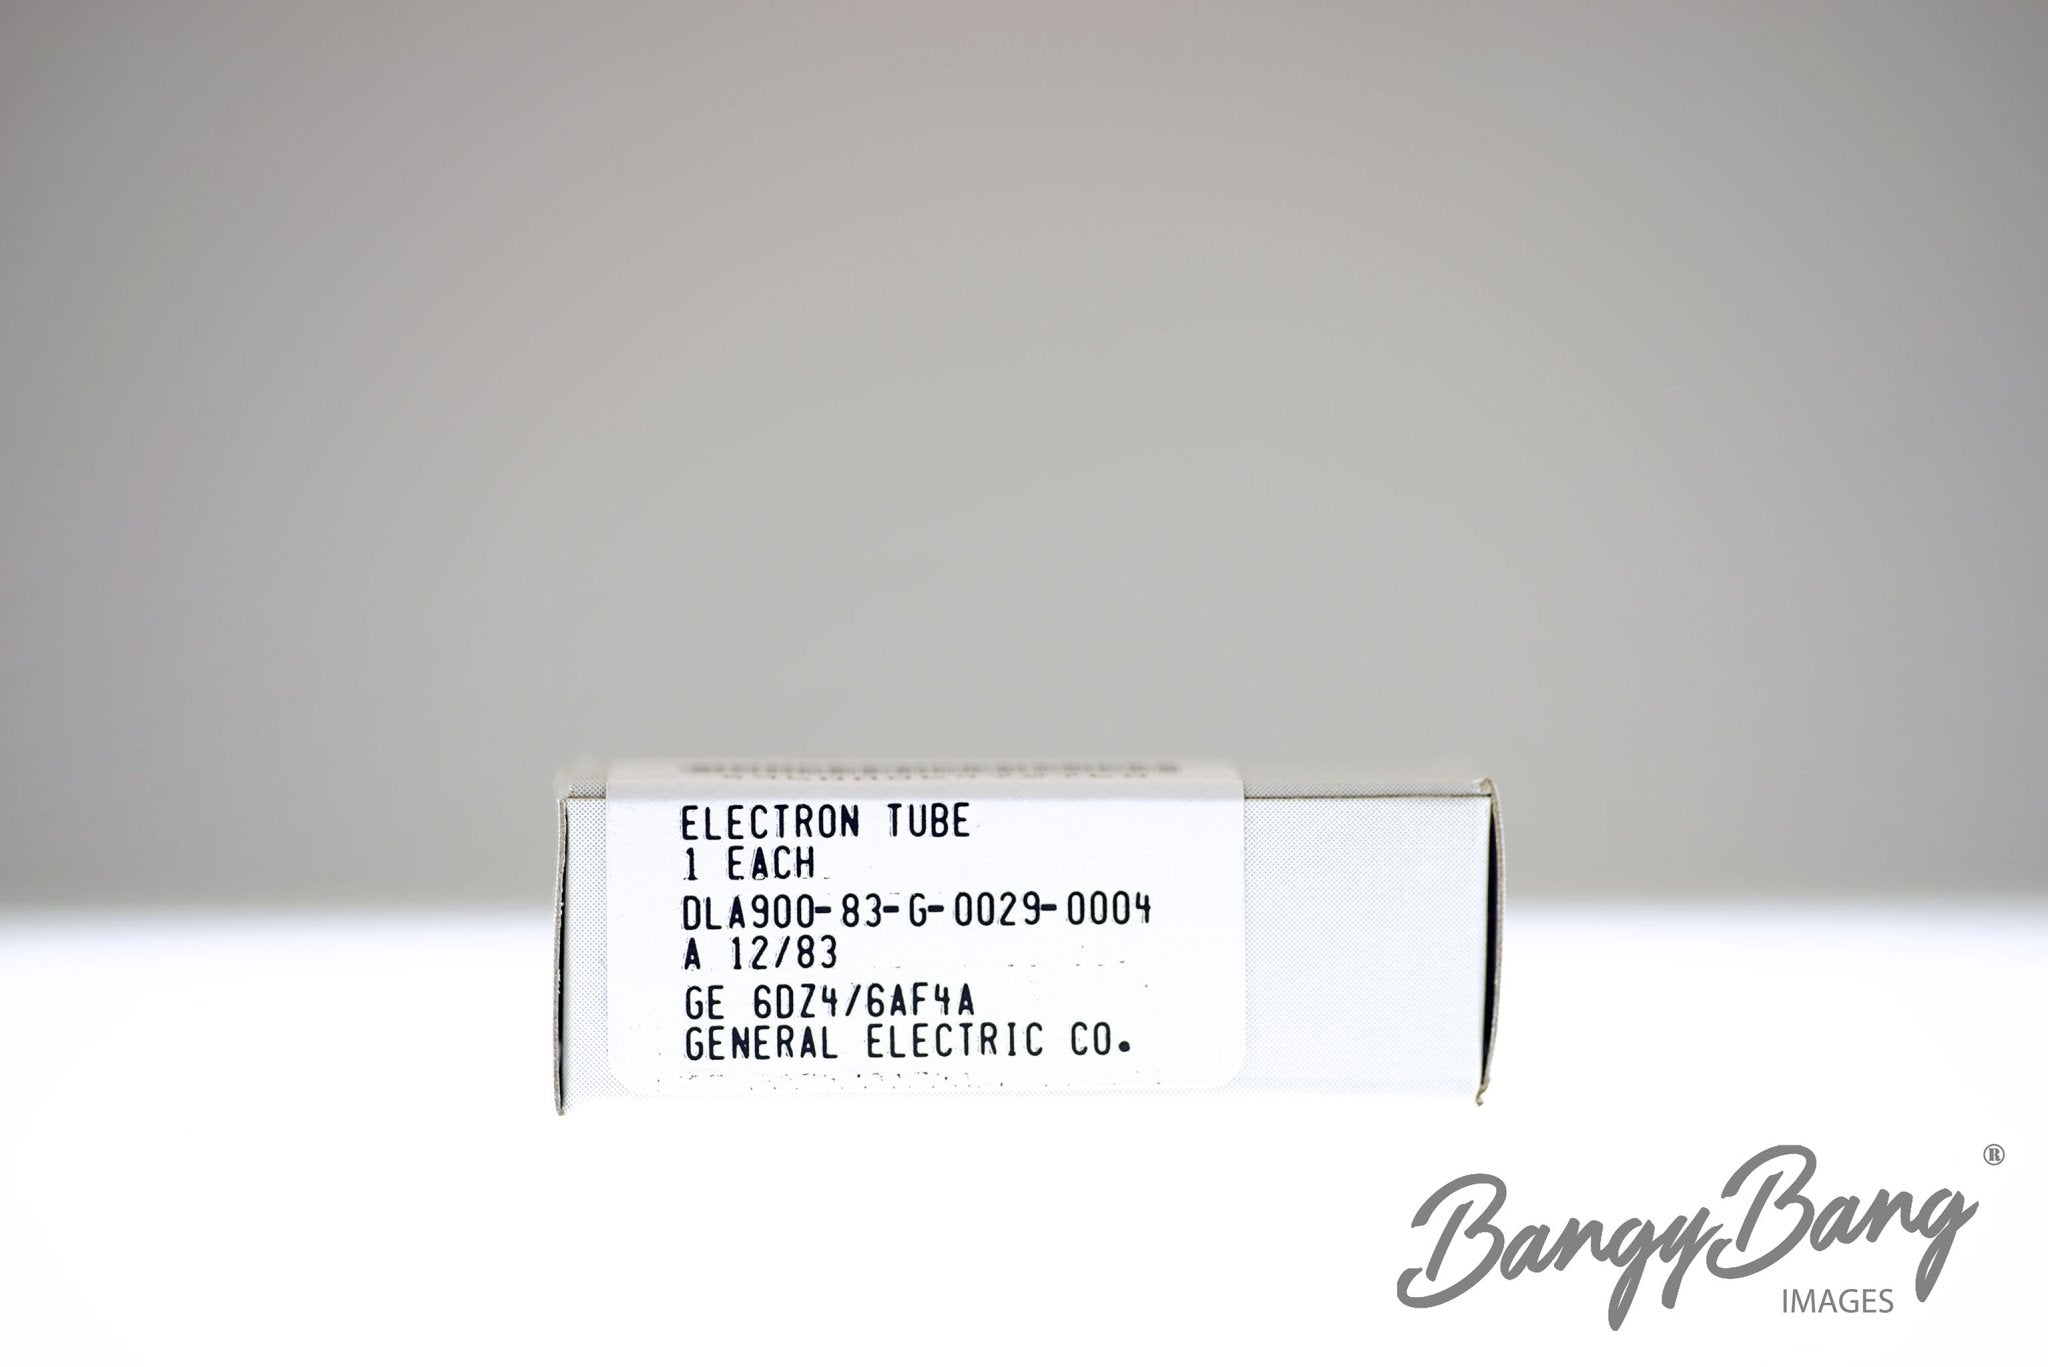 ELECTRON TUBE
1 EACH
DLA900-83-G-0029-0004
A 12/83
GE 6DZ4/6AF4A
GENERAL ELECTRIC CO.
BangyBang ®
IMAGES